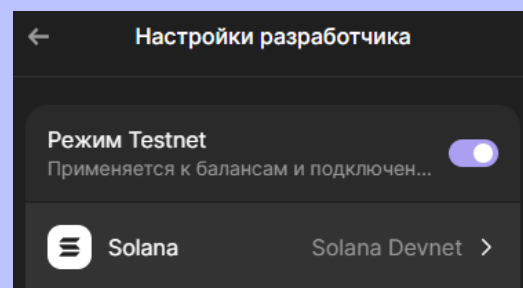 Настройки разработчика
Режим Testnet
Применяется к балансам и подключен...
Solana Solana Devnet